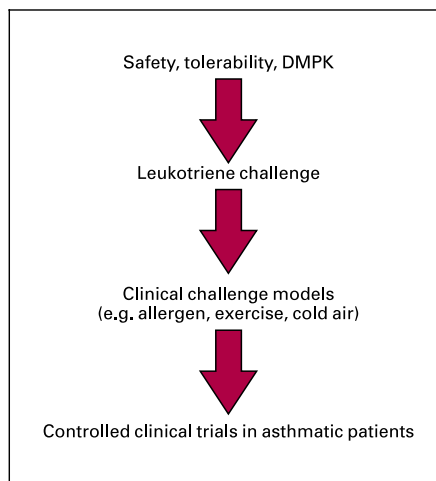 Safety, tolerability, DMPK
Leukotriene challenge
Clinical challenge models
(e.g. allergen, exercise, cold air)
Controlled clinical trials in asthmatic patients